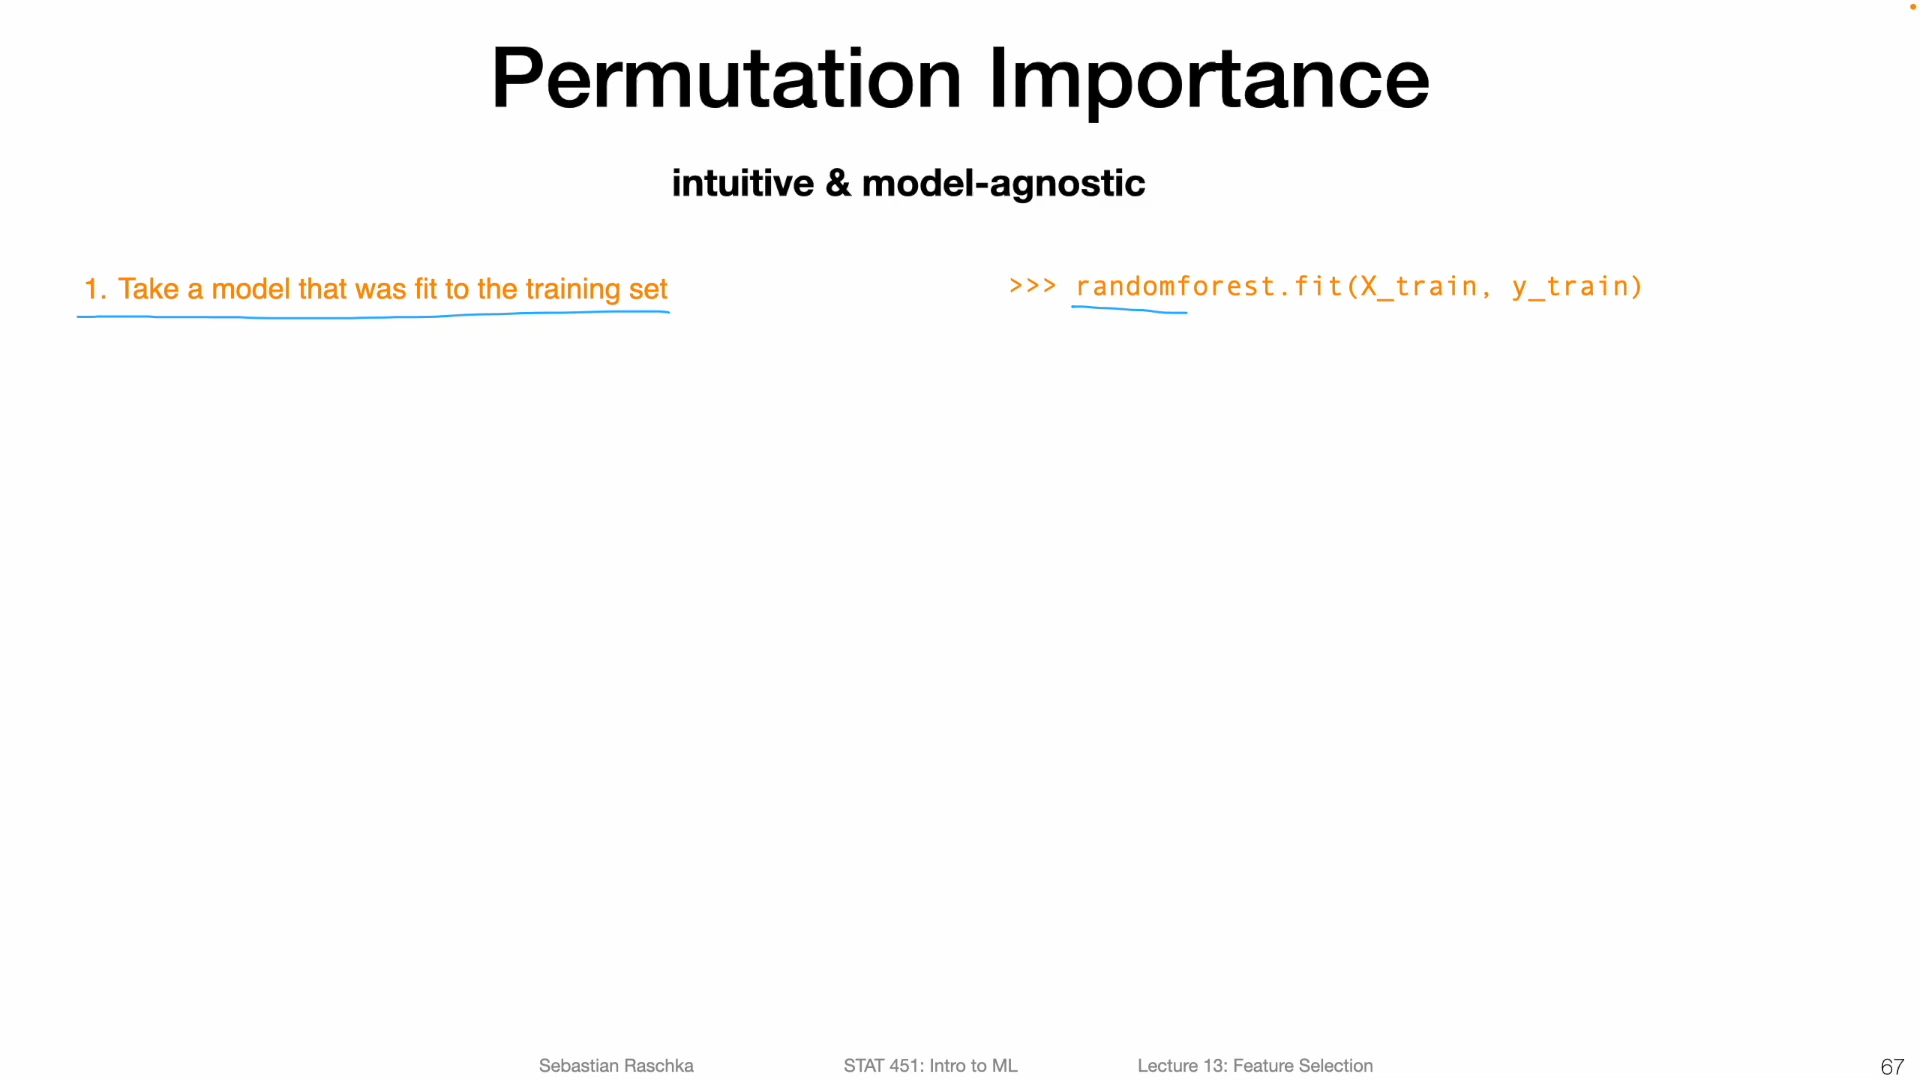 Permutation Importance
intuitive & model-agnostic
1. Take a model that was fit to the training set
>>> randomforest.fit(X_train, y_train)
Sebastian Raschka
STAT 451: Intro to ML
Lecture 13: Feature Selection
67